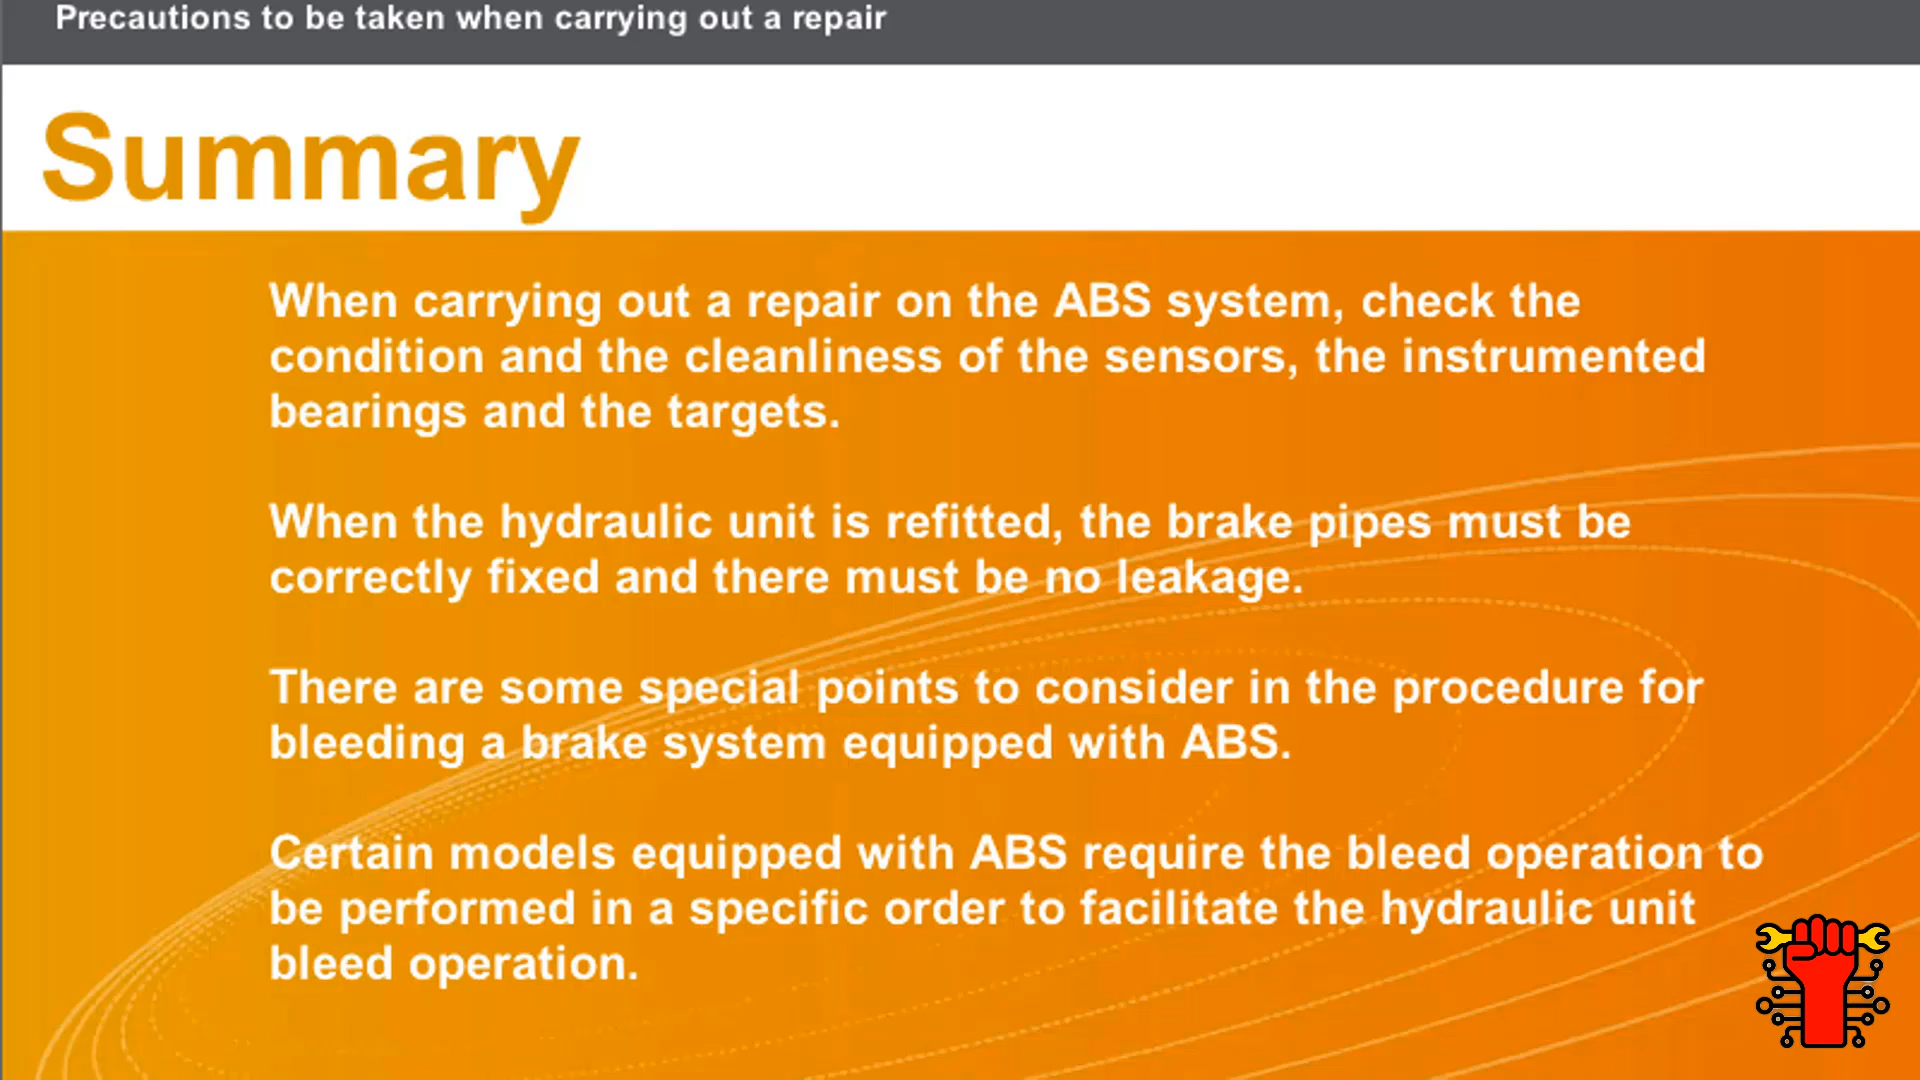 Precautions to be taken when carrying out a repair
Summary
When carrying out a repair on the ABS system, check the
condition and the cleanliness of the sensors, the instrumented
bearings and the targets.
When the hydraulic unit is refitted, the brake pipes must be
correctly fixed and there must be no leakage.
There are some special points to consider in the procedure for
bleeding a brake system equipped with ABS.
Certain models equipped with ABS require the bleed operation to
be performed in a specific order to facilitate the hydraulic unit
bleed operation.